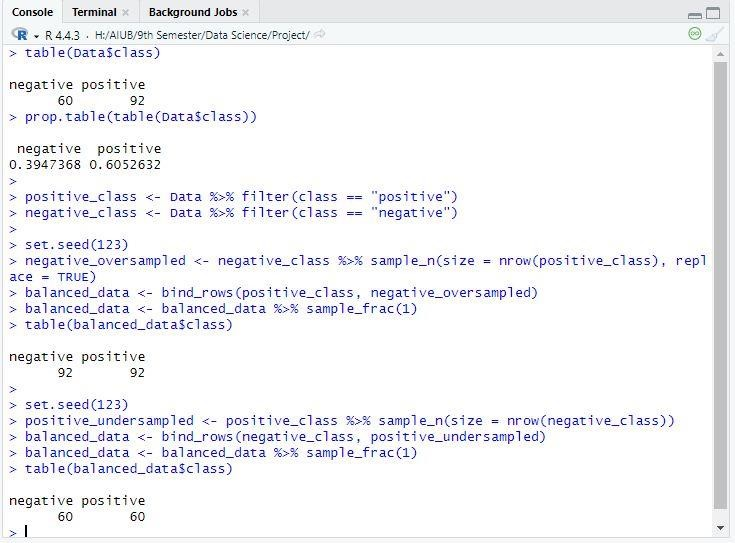 Console Terminal × Background Jobs ×
R 4.4.3 · H:/AIUB/9th Semester/Data Science/Project/
> table(Data$class)
negative positive
60 92
> prop.table(table(Data$class))
negative positive
0.3947368 0.6052632
>
> positive_class <- Data %>% filter(class == "positive")
> negative_class <- Data %>% filter(class == "negative")
>
> set.seed(123)
> negative_oversampled <- negative_class %>% sample_n(size = nrow(positive_class), repl
ace = TRUE)
> balanced_data <- bind_rows(positive_class, negative_oversampled)
> balanced_data <- balanced_data %>% sample_frac(1)
> table(balanced_data$class)
negative positive
92 92
>
> set.seed(123)
> positive_undersampled <- positive_class %>% sample_n(size = nrow(negative_class))
> balanced_data <- bind_rows(negative_class, positive_undersampled)
> balanced_data <- balanced_data %>% sample_frac(1)
> table(balanced_data$class)
negative positive
60 60
>